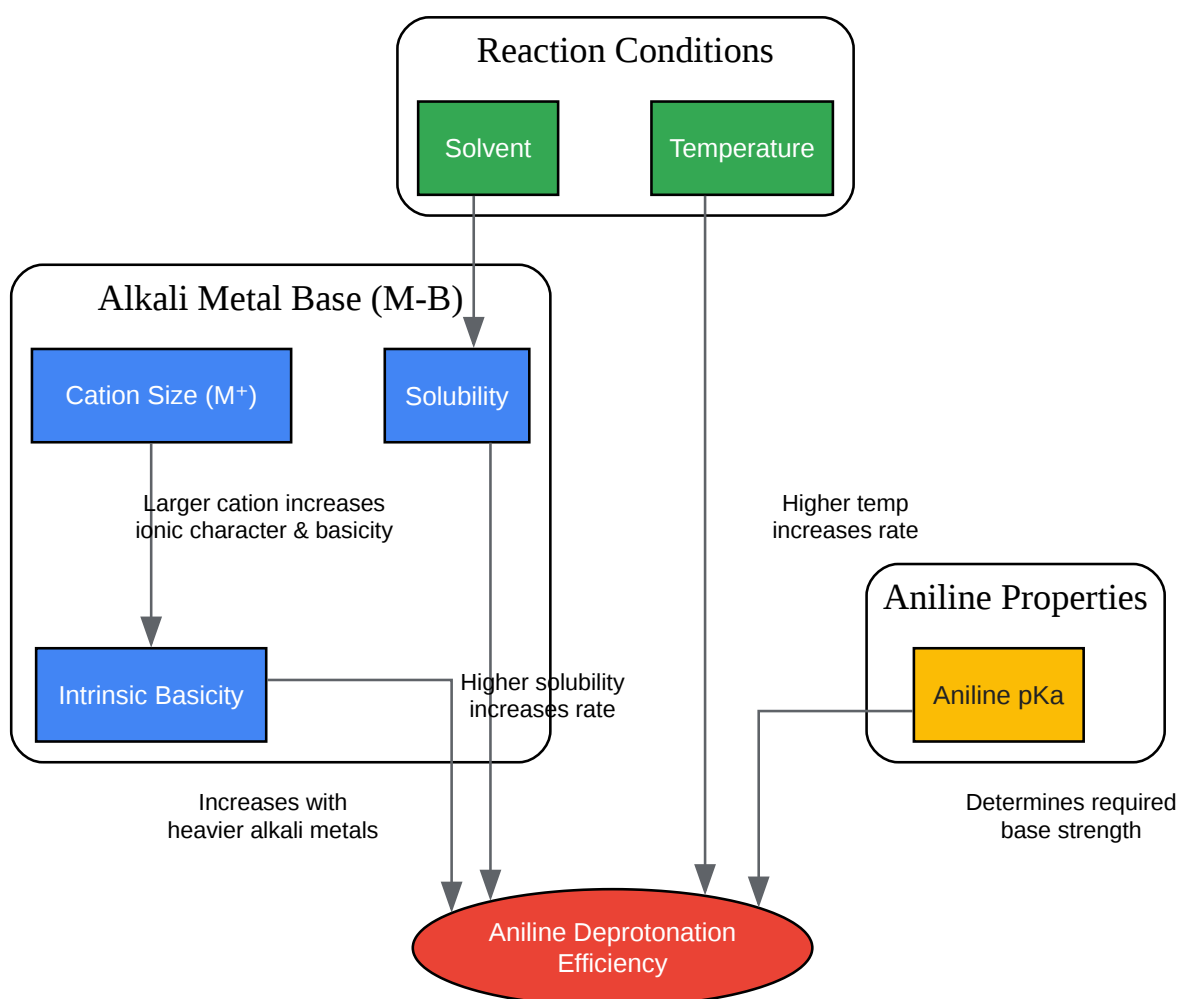 Reaction Conditions
Solvent
Temperature
Alkali Metal Base (M-B)
Cation Size (M⁺)
Solubility
Larger cation increases
ionic character & basicity
Higher temp
increases rate
Aniline Properties
Intrinsic Basicity
Higher solubility
increases rate
Aniline pKa
Increases with
heavier alkali metals
Determines required
base strength
Aniline Deprotonation
Efficiency